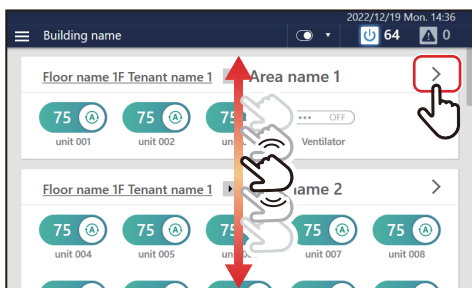 2022/12/19 Mon. 14:36
Building name 64 0
Floor name 1F Tenant name 1 Area name 1
75 A 75 A 75 OFF
unit 001 unit 002 Ventilator
Floor name 1F Tenant name 1 name 2
75 A 75 A 75 A 75 A
unit 004 unit 005 unit 007 unit 008